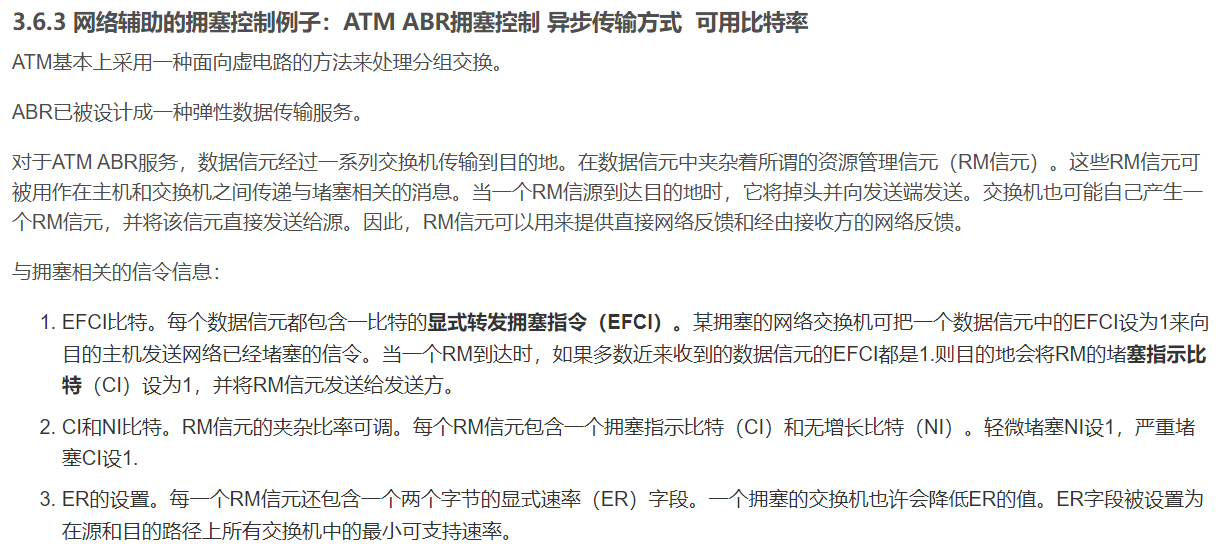 3.6.3 网络辅助的拥塞控制例子：ATM ABR拥塞控制 异步传输方式 可用比特率
ATM基本上采用一种面向虚电路的方法来处理分组交换。
ABR已被设计成一种弹性数据传输服务。
对于ATM ABR服务，数据信元经过一系列交换机传输到目的地。在数据信元中夹杂着所谓的资源管理信元（RM信元）。这些RM信元可
被用作在主机和交换机之间传递与堵塞相关的消息。当一个RM信源到达目的地时，它将掉头并向发送端发送。交换机也可能自己产生一
个RM信元，并将该信元直接发送给源。因此，RM信元可以用来提供直接网络反馈和经由接收方的网络反馈。
与拥塞相关的信令信息：
1. EFCI比特。每个数据信元都包含一比特的显式转发拥塞指令（EFCI）。某拥塞的网络交换机可把一个数据信元中的EFCI设为1来向
目的主机发送网络已经堵塞的信令。当一个RM到达时，如果多数近来收到的数据信元的EFCI都是1.则目的地会将RM的堵塞指示比
特（CI）设为1，并将RM信元发送给发送方。
2. CI和NI比特。RM信元的夹杂比率可调。每个RM信元包含一个拥塞指示比特（CI）和无增长比特（NI）。轻微堵塞NI设1，严重堵
塞CI设1.
3. ER的设置。每一个RM信元还包含一个两个字节的显式速率（ER）字段。一个拥塞的交换机也许会降低ER的值。ER字段被设置为
在源和目的路径上所有交换机中的最小可支持速率。